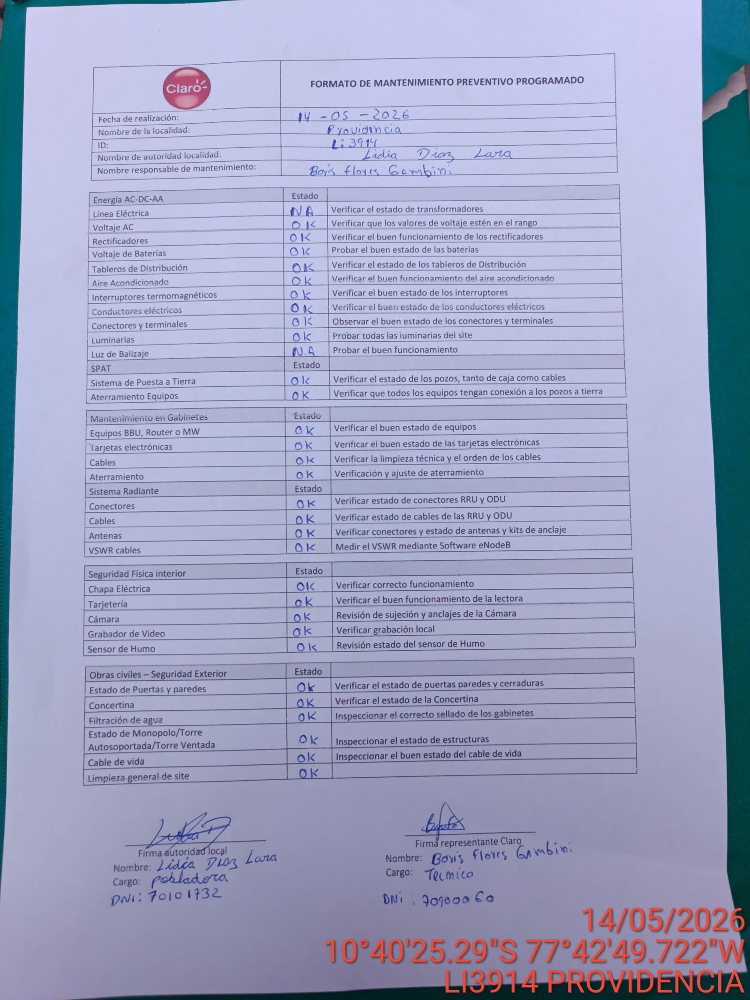 Claro
FORMATO DE MANTENIMIENTO PREVENTIVO PROGRAMADO
Fecha de realización: 14-05-2026
Nombre de la localidad: Providencia
ID: Li3914
Nombre de autoridad localidad: Lidia Diaz Lara
Nombre responsable de mantenimiento: Boris Flores Gambini
Energía AC-DC-AA Estado
Línea Eléctrica NA Verificar el estado de transformadores
Voltaje AC OK Verificar que los valores de voltaje estén en el rango
Rectificadores OK Verificar el buen funcionamiento de los rectificadores
Voltaje de Baterías OK Probar el buen estado de las baterías
Tableros de Distribución OK Verificar el estado de los tableros de Distribución
Aire Acondicionado OK Verificar el buen funcionamiento del aire acondicionado
Interruptores termomagnéticos OK Verificar el buen estado de los interruptores
Conductores eléctricos OK Verificar el buen estado de los conductores eléctricos
Conectores y terminales OK Observar el buen estado de los conectores y terminales
Luminarias OK Probar todas las luminarias del site
Luz de Balizaje N.A Probar el buen funcionamiento
SPAT Estado
Sistema de Puesta a Tierra OK Verificar el estado de los pozos, tanto de caja como cables
Aterramiento Equipos OK Verificar que todos los equipos tengan conexión a los pozos a tierra
Mantenimiento en Gabinetes Estado
Equipos BBU, Router o MW OK Verificar el buen estado de equipos
Tarjetas electrónicas OK Verificar el buen estado de las tarjetas electrónicas
Cables OK Verificar la limpieza técnica y el orden de los cables
Aterramiento OK Verificación y ajuste de aterramiento
Sistema Radiante Estado
Conectores OK Verificar estado de conectores RRU y ODU
Cables OK Verificar estado de cables de las RRU y ODU
Antenas OK Verificar conectores y estado de antenas y kits de anclaje
VSWR cables OK Medir el VSWR mediante Software eNodeB
Seguridad Física interior Estado
Chapa Eléctrica OK Verificar correcto funcionamiento
Tarjetería OK Verificar el buen funcionamiento de la lectora
Cámara OK Revisión de sujeción y anclajes de la Cámara
Grabador de Video OK Verificar grabación local
Sensor de Humo OK Revisión estado del sensor de Humo
Obras civiles – Seguridad Exterior Estado
Estado de Puertas y paredes OK Verificar el estado de puertas paredes y cerraduras
Concertina OK Verificar el estado de la Concertina
Filtración de agua OK Inspeccionar el correcto sellado de los gabinetes
Estado de Monopolo/Torre
Autosoportada/Torre Ventada OK Inspeccionar el estado de estructuras
Cable de vida OK Inspeccionar el buen estado del cable de vida
Limpieza general de site OK
Firma autoridad local
Nombre: Lidia Diaz Lara
Cargo: pobladora
DNi: 70101732
Firma representante Claro
Nombre: Boris Flores Gambini
Cargo: Tecmico
DNi: 70900060
14/05/2026
10°40'25.29"S 77°42'49.722"W
LI3914 PROVIDENCIA